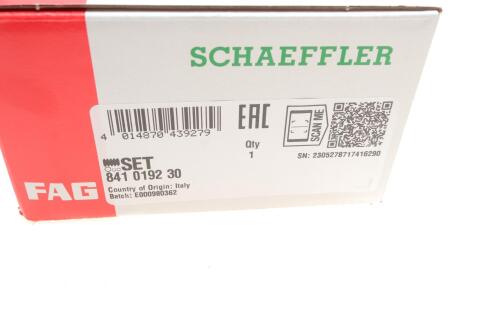 SCHAEFFLER
4 014870 439279
EAC
Qty
1
SCAN ME
SN: 2305278717416290
SET
841 0192 30
Country of Origin: Italy
Batch: E000980362
FAG